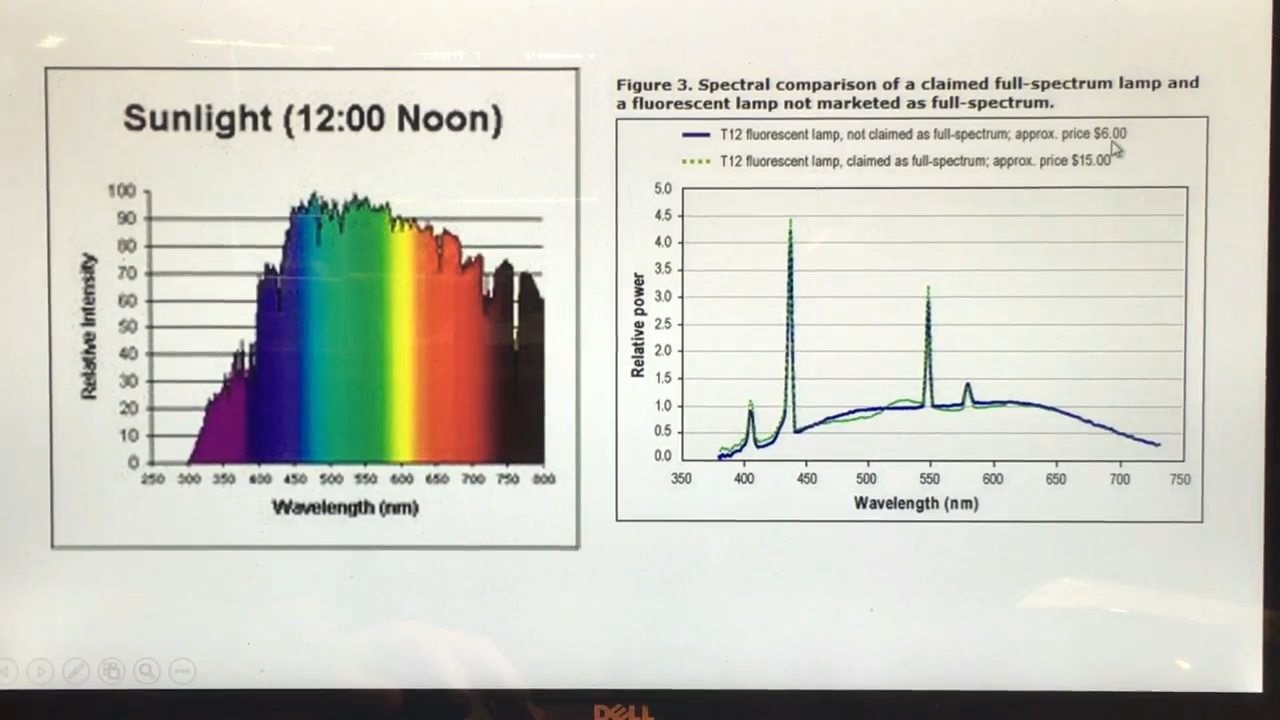 Sunlight (12:00 Noon)
100
90
80
70
60
50
40
30
20
10
0
Relative Intensity
250 300 350 400 450 500 550 600 650 700 750 800
Wavelength (nm)
Figure 3. Spectral comparison of a claimed full-spectrum lamp and
a fluorescent lamp not marketed as full-spectrum.
T12 fluorescent lamp, not claimed as full-spectrum; approx. price $6.00
T12 fluorescent lamp, claimed as full-spectrum; approx. price $15.00
5.0
4.5
4.0
3.5
3.0
2.5
2.0
1.5
1.0
0.5
0.0
Relative power
350 400 450 500 550 600 650 700 750
Wavelength (nm)
DELL